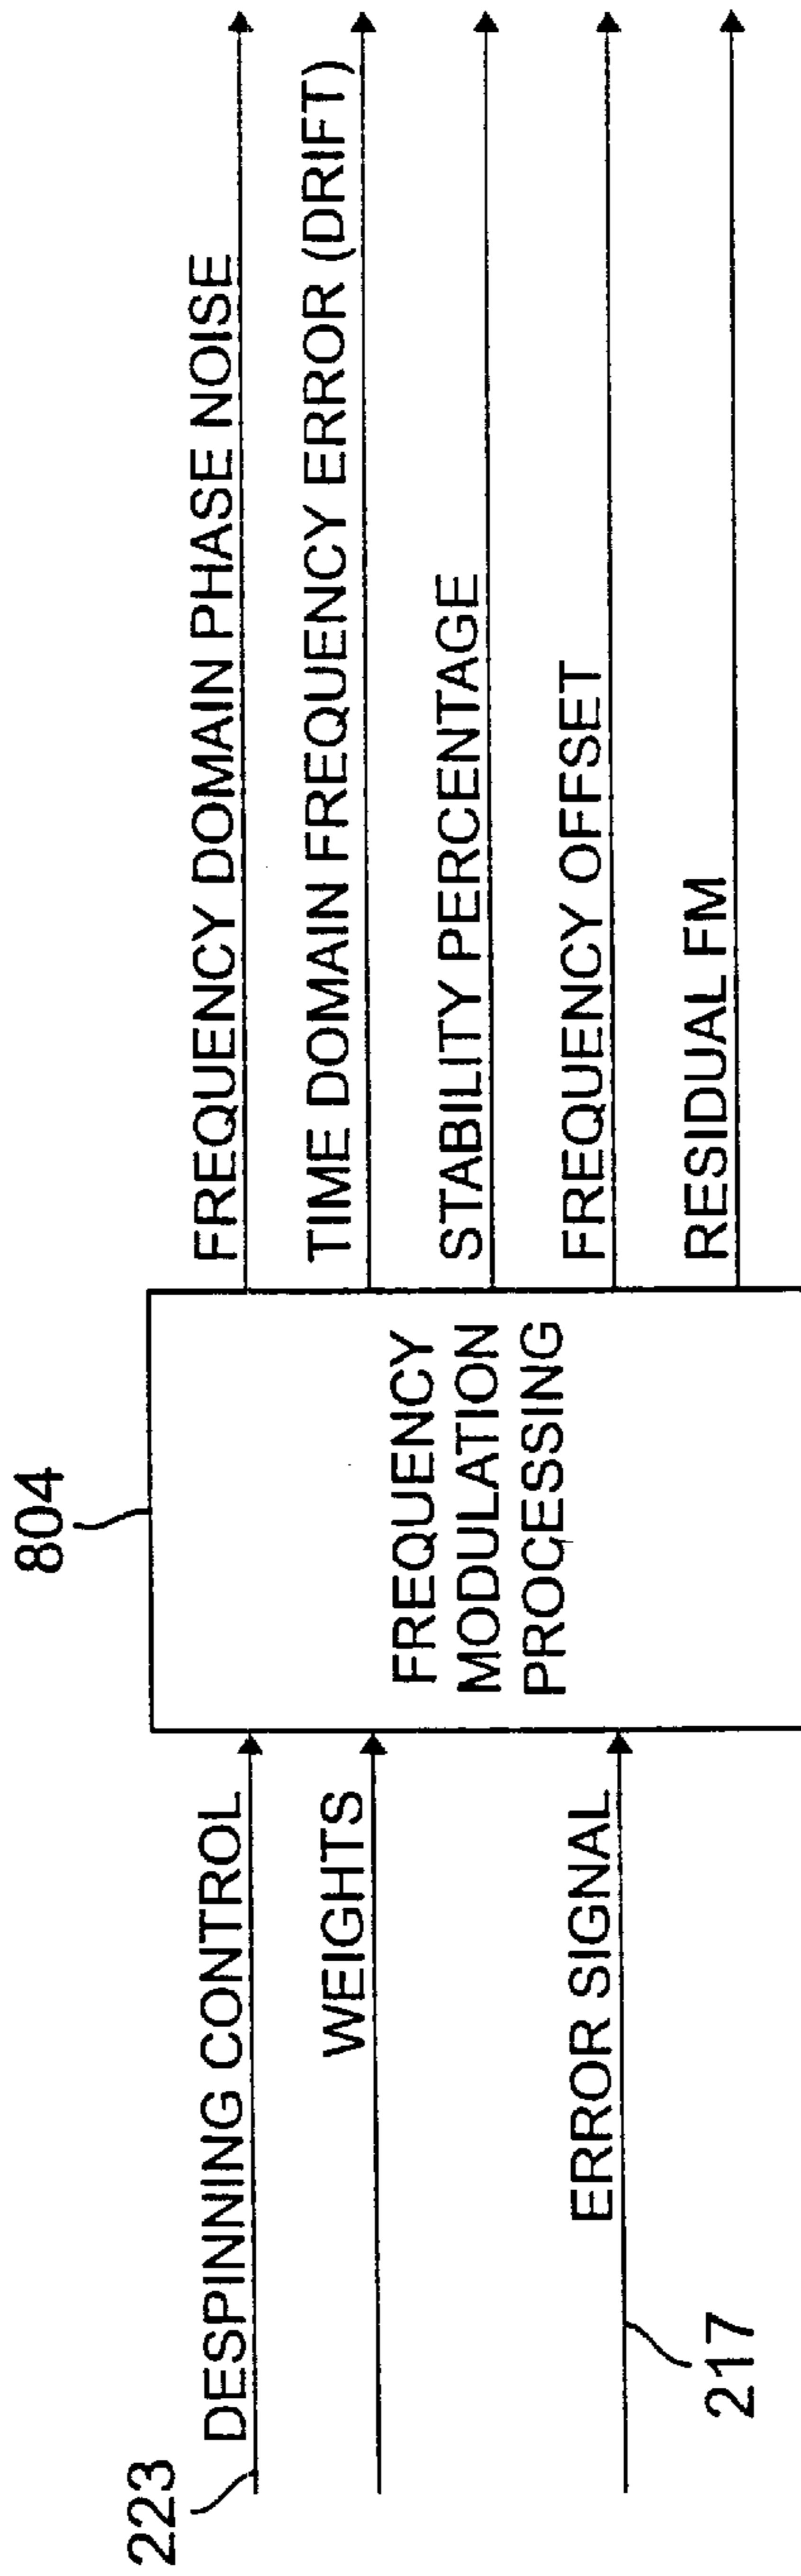 804
223
DESPINNING CONTROL
WEIGHTS
ERROR SIGNAL
217
FREQUENCY
MODULATION
PROCESSING
FREQUENCY DOMAIN PHASE NOISE
TIME DOMAIN FREQUENCY ERROR (DRIFT)
STABILITY PERCENTAGE
FREQUENCY OFFSET
RESIDUAL FM